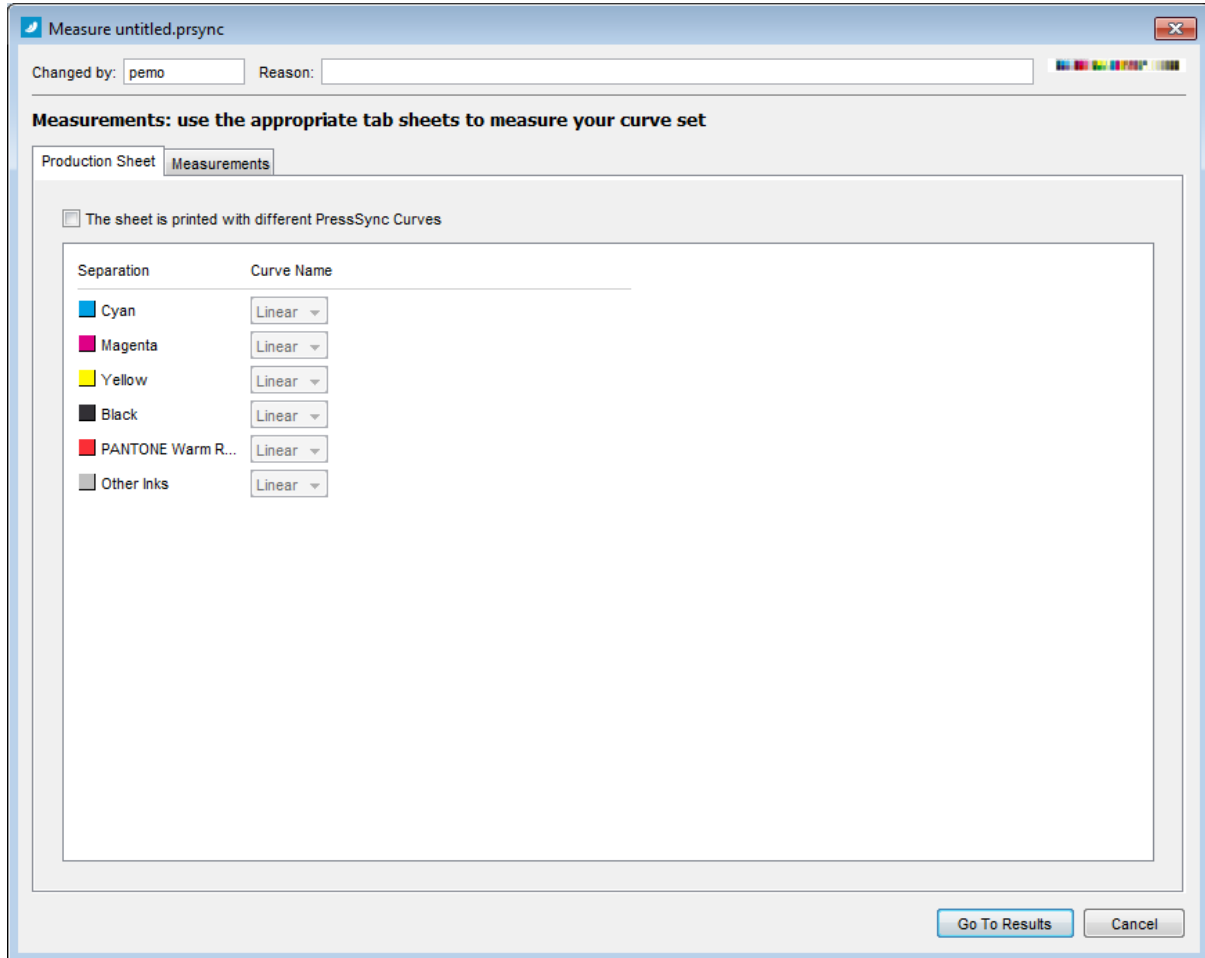 Measure untitled.prsync
Changed by: pemo Reason:
Measurements: use the appropriate tab sheets to measure your curve set
Production Sheet Measurements
The sheet is printed with different PressSync Curves
Separation Curve Name
Cyan Linear
Magenta Linear
Yellow Linear
Black Linear
PANTONE Warm R... Linear
Other Inks Linear
Go To Results Cancel